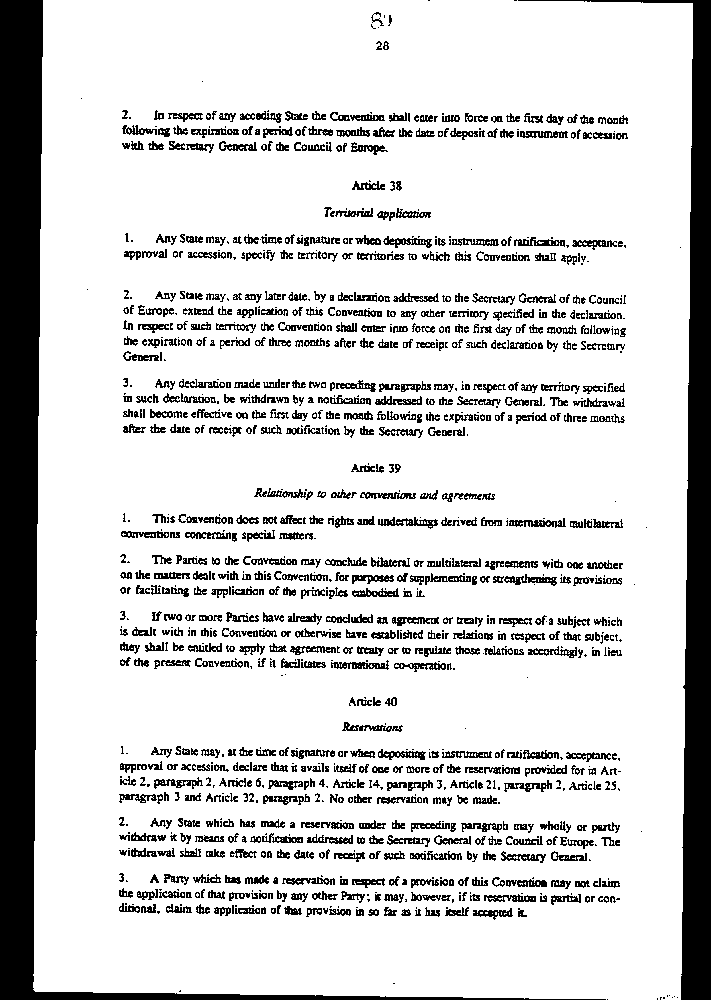 28
2. In respect of any acceding State the Convention shall enter into force on the first day of the month
following the expiration of a period of three months after the date of deposit of the instrument of accession
with the Secretary General of the Council of Europe.
Article 38
Territorial application
1. Any State may, at the time of signature or when depositing its instrument of ratification, acceptance,
approval or accession, specify the territory or territories to which this Convention shall apply.
2. Any State may, at any later date, by a declaration addressed to the Secretary General of the Council
of Europe, extend the application of this Convention to any other territory specified in the declaration.
In respect of such territory the Convention shall enter into force on the first day of the month following
the expiration of a period of three months after the date of receipt of such declaration by the Secretary
General.
3. Any declaration made under the two preceding paragraphs may, in respect of any territory specified
in such declaration, be withdrawn by a notification addressed to the Secretary General. The withdrawal
shall become effective on the first day of the month following the expiration of a period of three months
after the date of receipt of such notification by the Secretary General.
Article 39
Relationship to other conventions and agreements
1. This Convention does not affect the rights and undertakings derived from international multilateral
conventions concerning special matters.
2. The Parties to the Convention may conclude bilateral or multilateral agreements with one another
on the matters dealt with in this Convention, for purposes of supplementing or strengthening its provisions
or facilitating the application of the principles embodied in it.
3. If two or more Parties have already concluded an agreement or treaty in respect of a subject which
is dealt with in this Convention or otherwise have established their relations in respect of that subject,
they shall be entitled to apply that agreement or treaty or to regulate those relations accordingly, in lieu
of the present Convention, if it facilitates international co-operation.
Article 40
Reservations
1. Any State may, at the time of signature or when depositing its instrument of ratification, acceptance,
approval or accession, declare that it avails itself of one or more of the reservations provided for in Art-
icle 2, paragraph 2, Article 6, paragraph 4, Article 14, paragraph 3, Article 21, paragraph 2, Article 25,
paragraph 3 and Article 32, paragraph 2. No other reservation may be made.
2. Any State which has made a reservation under the preceding paragraph may wholly or partly
withdraw it by means of a notification addressed to the Secretary General of the Council of Europe. The
withdrawal shall take effect on the date of receipt of such notification by the Secretary General.
3. A Party which has made a reservation in respect of a provision of this Convention may not claim
the application of that provision by any other Party; it may, however, if its reservation is partial or con-
ditional, claim the application of that provision in so far as it has itself accepted it.